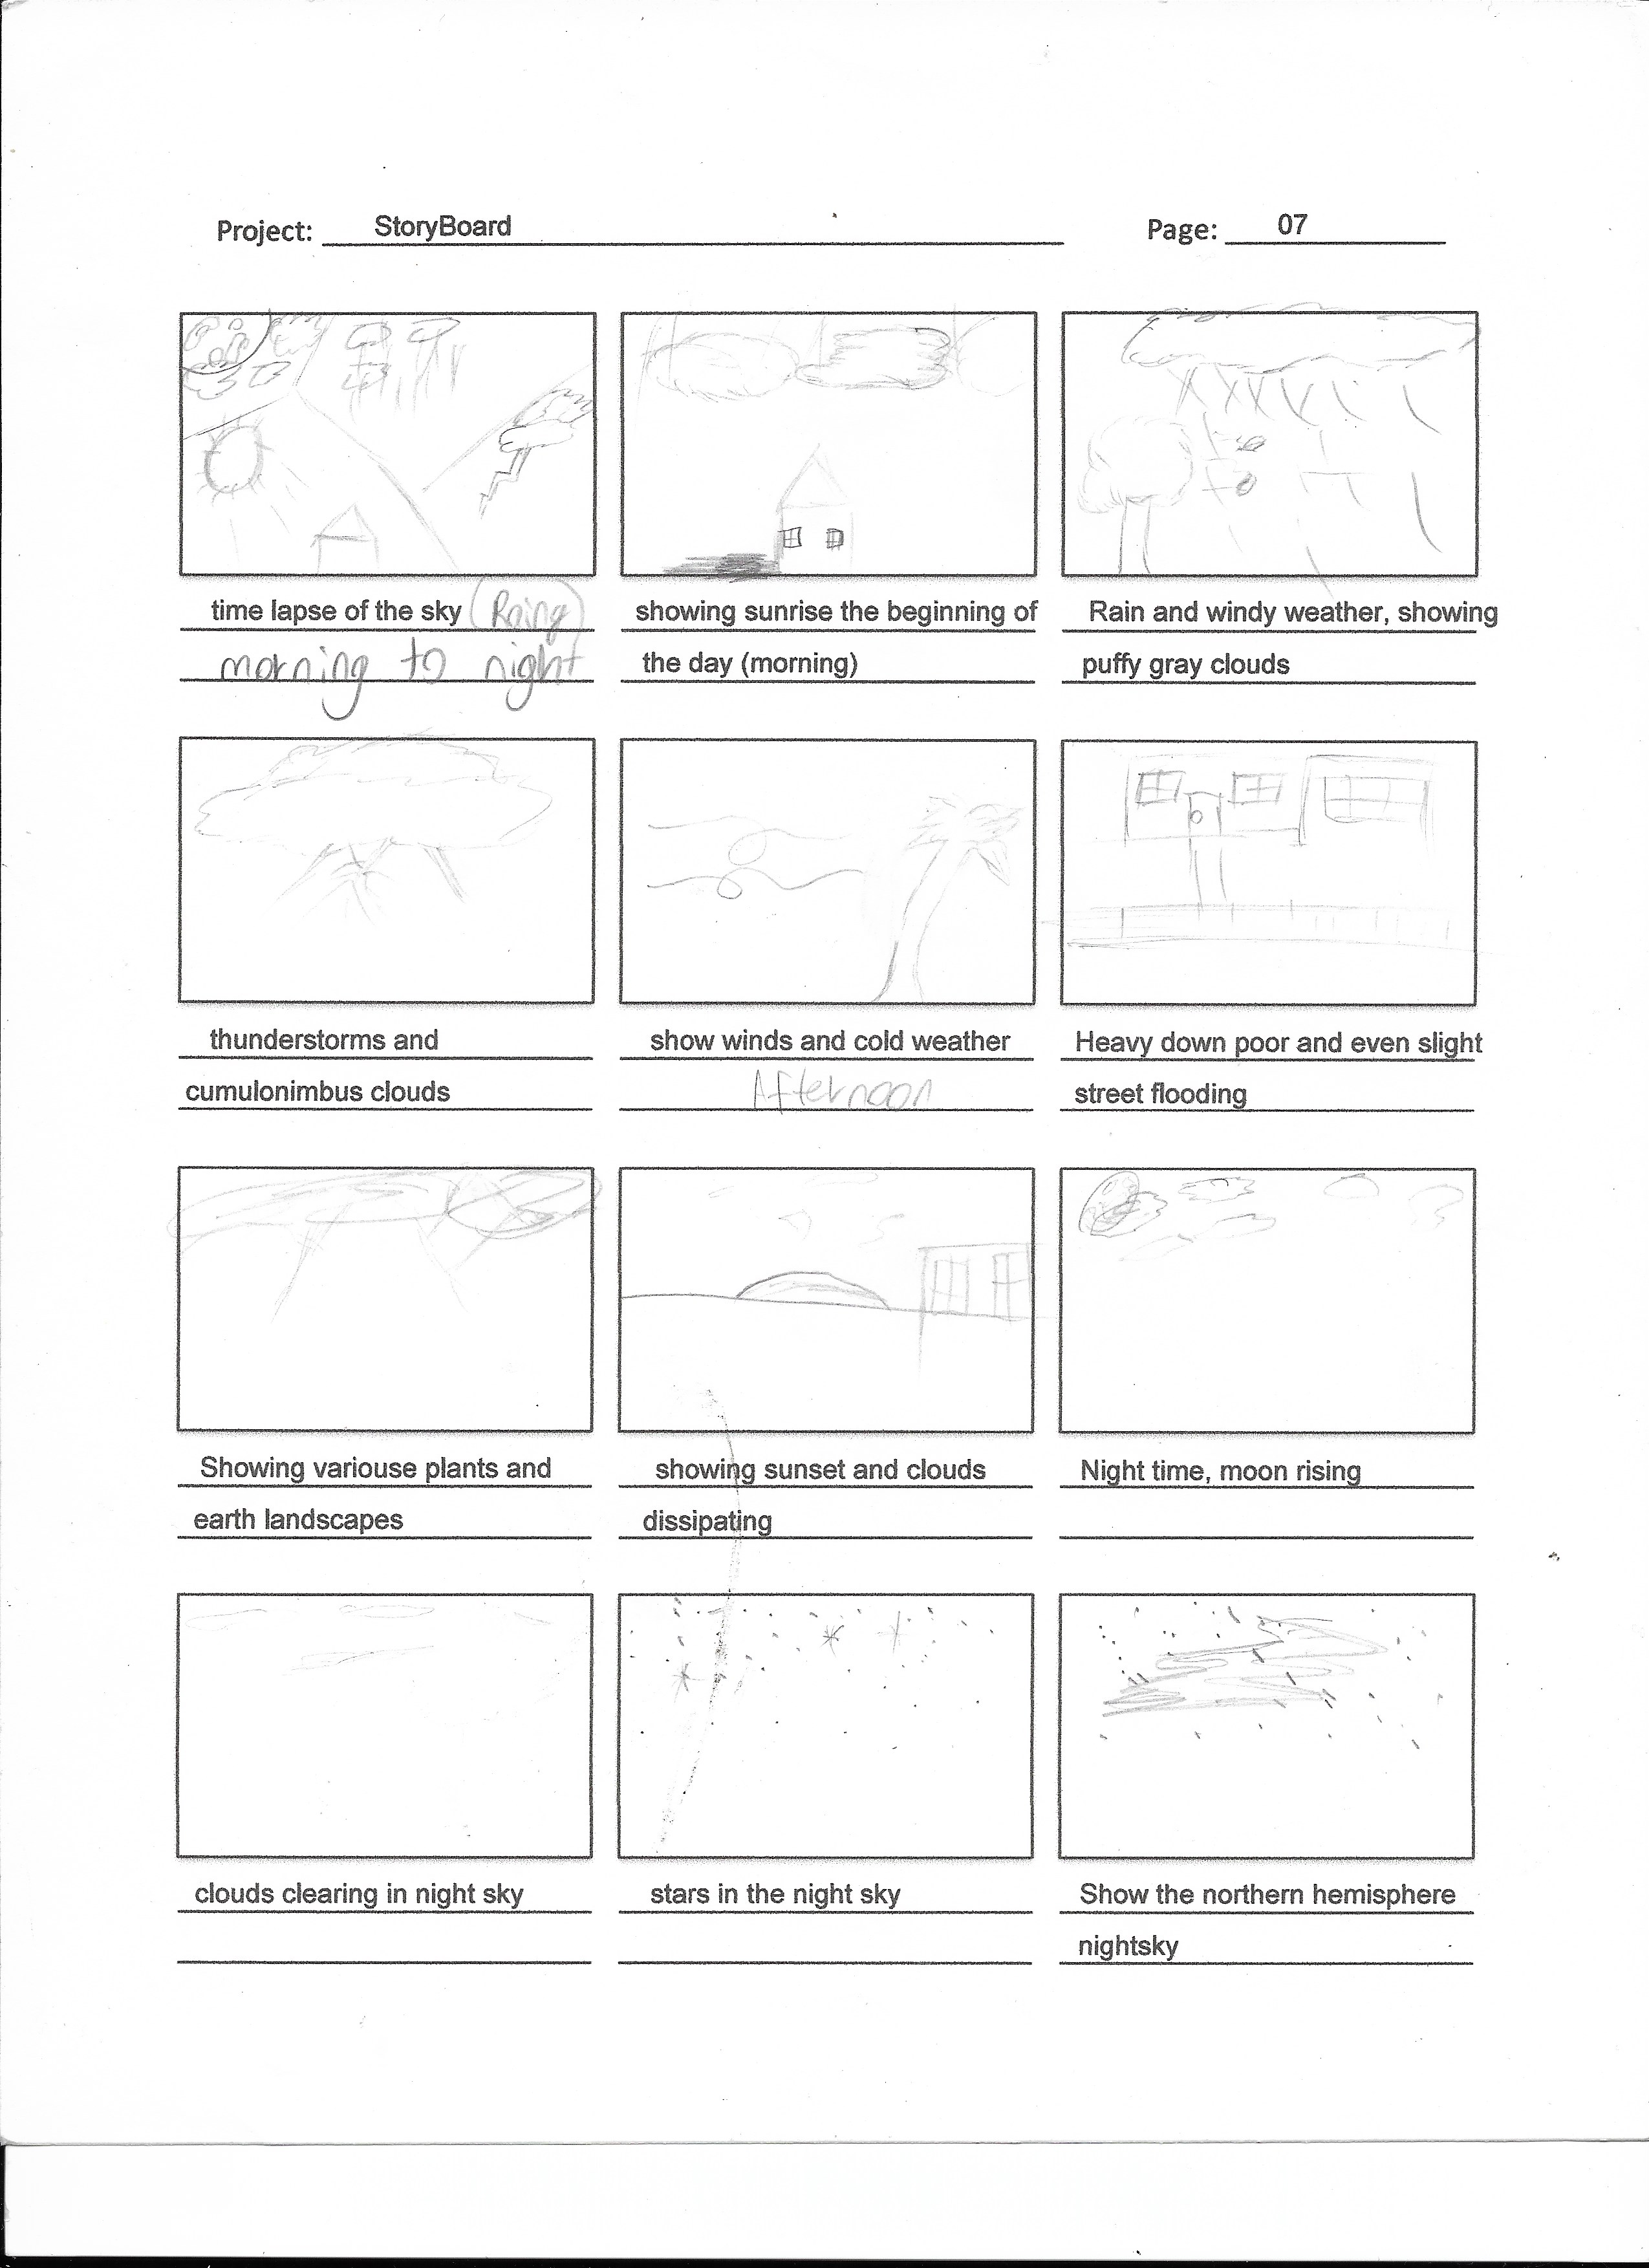 Project: StoryBoard Page: 07
time lapse of the sky (Raing)
morning to night
showing sunrise the beginning of
the day (morning)
Rain and windy weather, showing
puffy gray clouds
thunderstorms and
cumulonimbus clouds
show winds and cold weather
Afternoon
Heavy down poor and even slight
street flooding
Showing variouse plants and
earth landscapes
showing sunset and clouds
dissipating
Night time, moon rising
clouds clearing in night sky
stars in the night sky
Show the northern hemisphere
nightsky